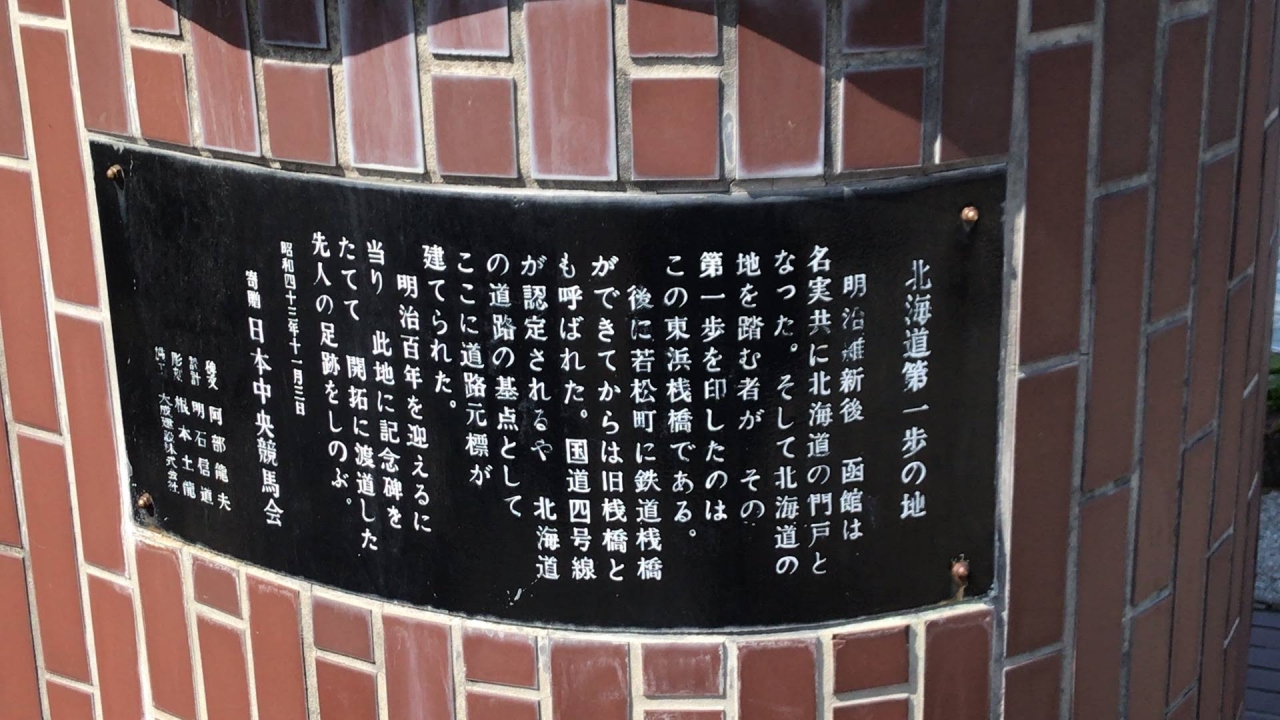 北海道第一歩の地
明治維新後 函館は
名実共に北海道の門戸と
なった。そして北海道の
地を踏む者が その
第一歩を印したのは
この東浜桟橋である。
後に若松町に鉄道桟橋
ができてからは旧桟橋と
も呼ばれた。国道四号線
が認定されるや 北海道
の道路の基点として
ここに道路元標が
建てられた。
明治百年を迎えるに
当り 此地に記念碑を
たてて 開拓に渡道した
先人の足跡をしのぶ。
昭和四十三年十一月三日
寄贈 日本中央競馬会
阿部龍夫
設計 明石信道
彫刻 根本土龍
株式会社